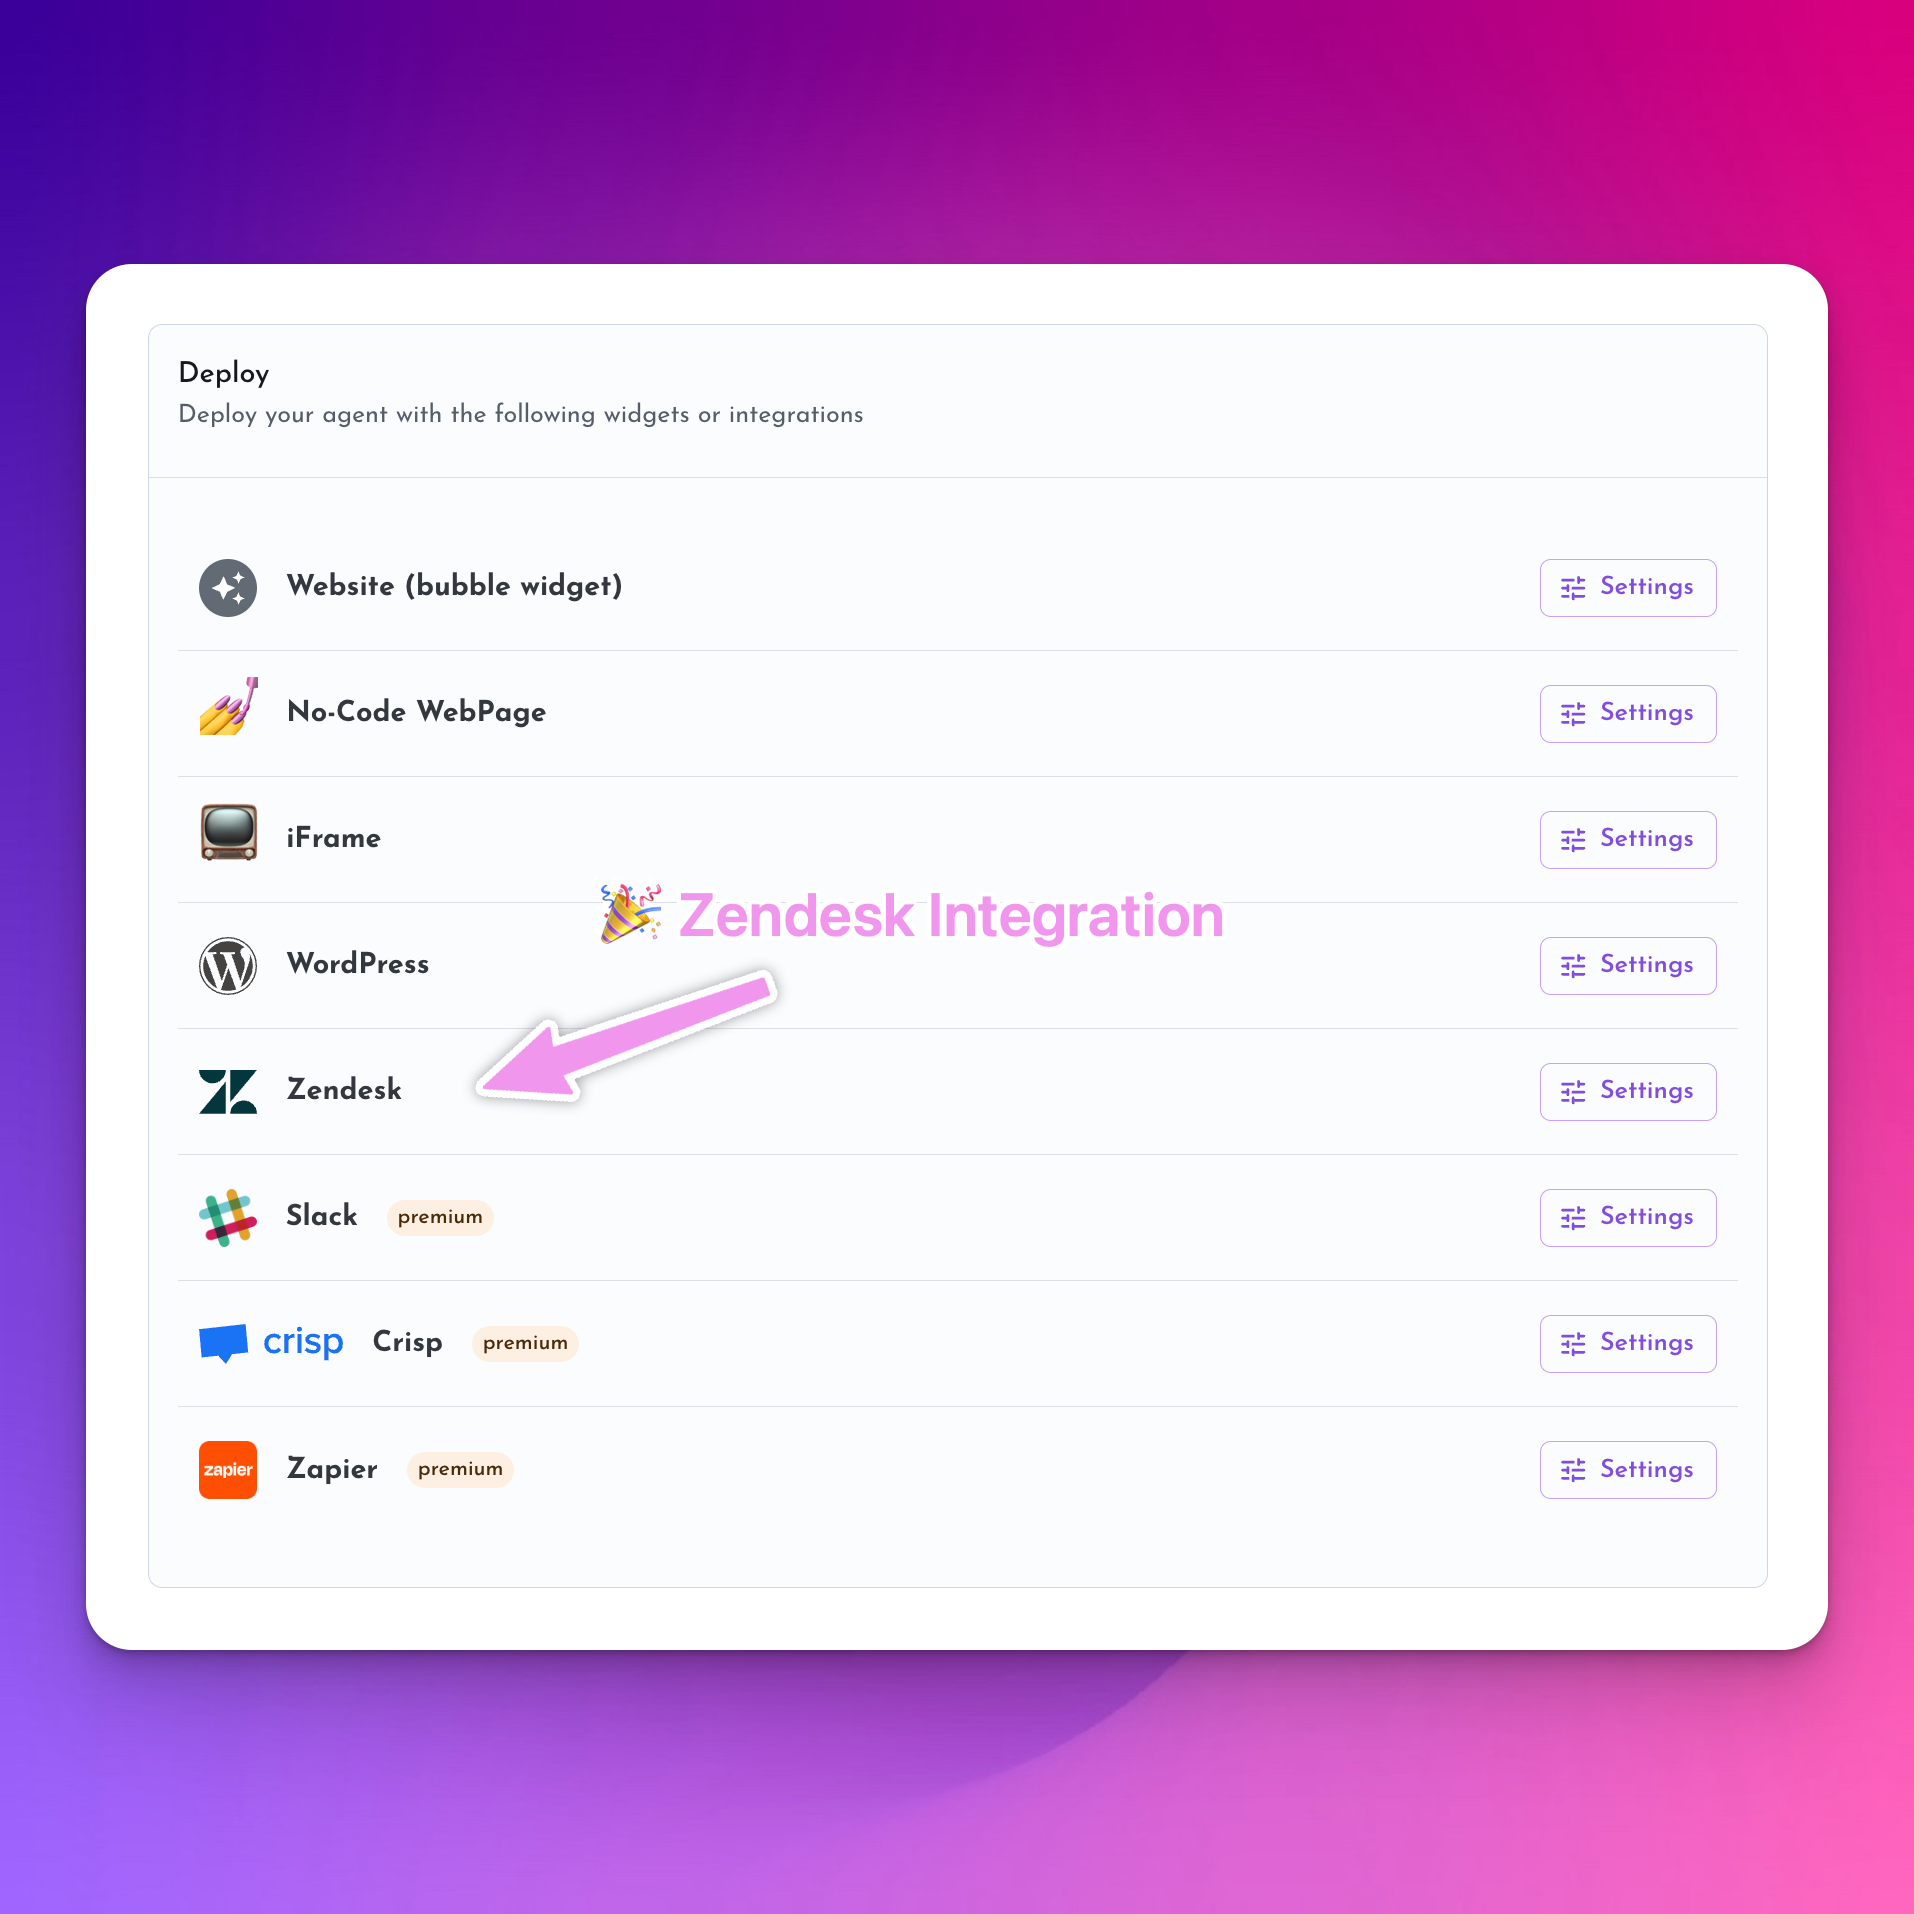 Deploy
Deploy your agent with the following widgets or integrations
Website (bubble widget)
Settings
No-Code WebPage
Settings
iFrame
Settings
🎉 Zendesk Integration
WordPress
Settings
Zendesk
Settings
Slack premium
Settings
crisp Crisp premium
Settings
zapier Zapier premium
Settings